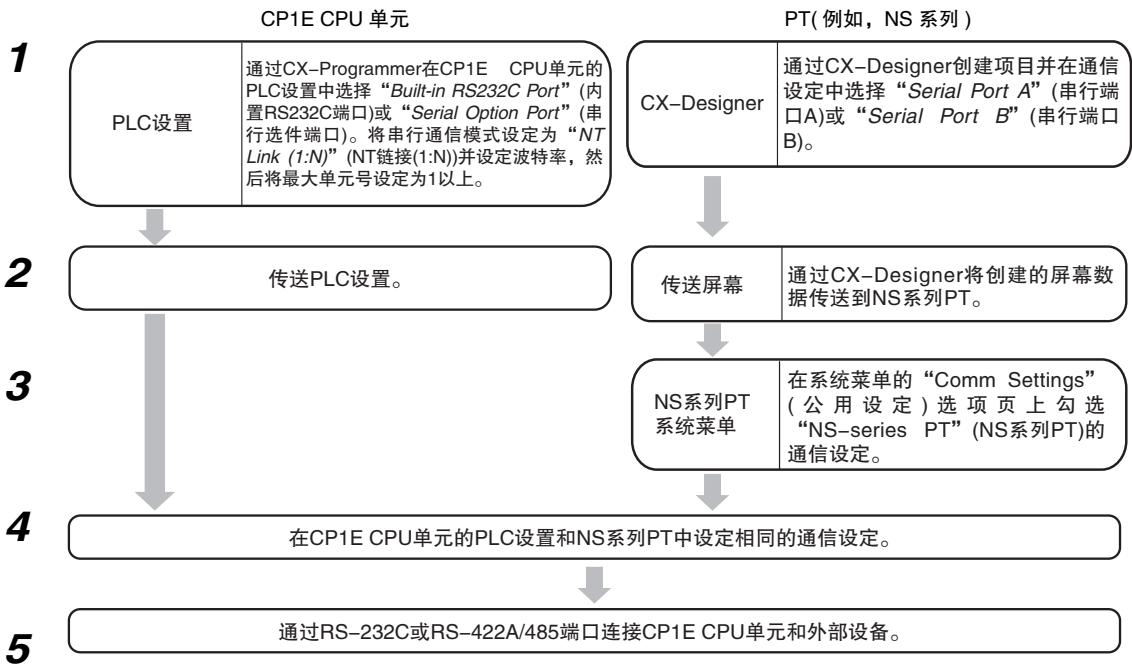 CP1E CPU 单元
PT( 例如，NS 系列 )
1
PLC设置
通过CX–Programmer在CP1E CPU单元的
PLC设置中选择“Built-in RS232C Port”(内
置RS232C端口)或“Serial Option Port”(串
行选件端口)。将串行通信模式设定为“NT
Link (1:N)”(NT链接(1:N))并设定波特率，然
后将最大单元号设定为1以上。
CX–Designer
通过CX–Designer创建项目并在通信
设定中选择“Serial Port A”(串行端
口A)或“Serial Port B”(串行端口
B)。
2
传送PLC设置。
传送屏幕
通过CX–Designer将创建的屏幕数
据传送到NS系列PT。
3
NS系列PT
系统菜单
在系统菜单的“Comm Settings”
(公用设定)选项页上勾选
“NS–series PT”(NS系列PT)的
通信设定。
4
在CP1E CPU单元的PLC设置和NS系列PT中设定相同的通信设定。
5
通过RS–232C或RS–422A/485端口连接CP1E CPU单元和外部设备。